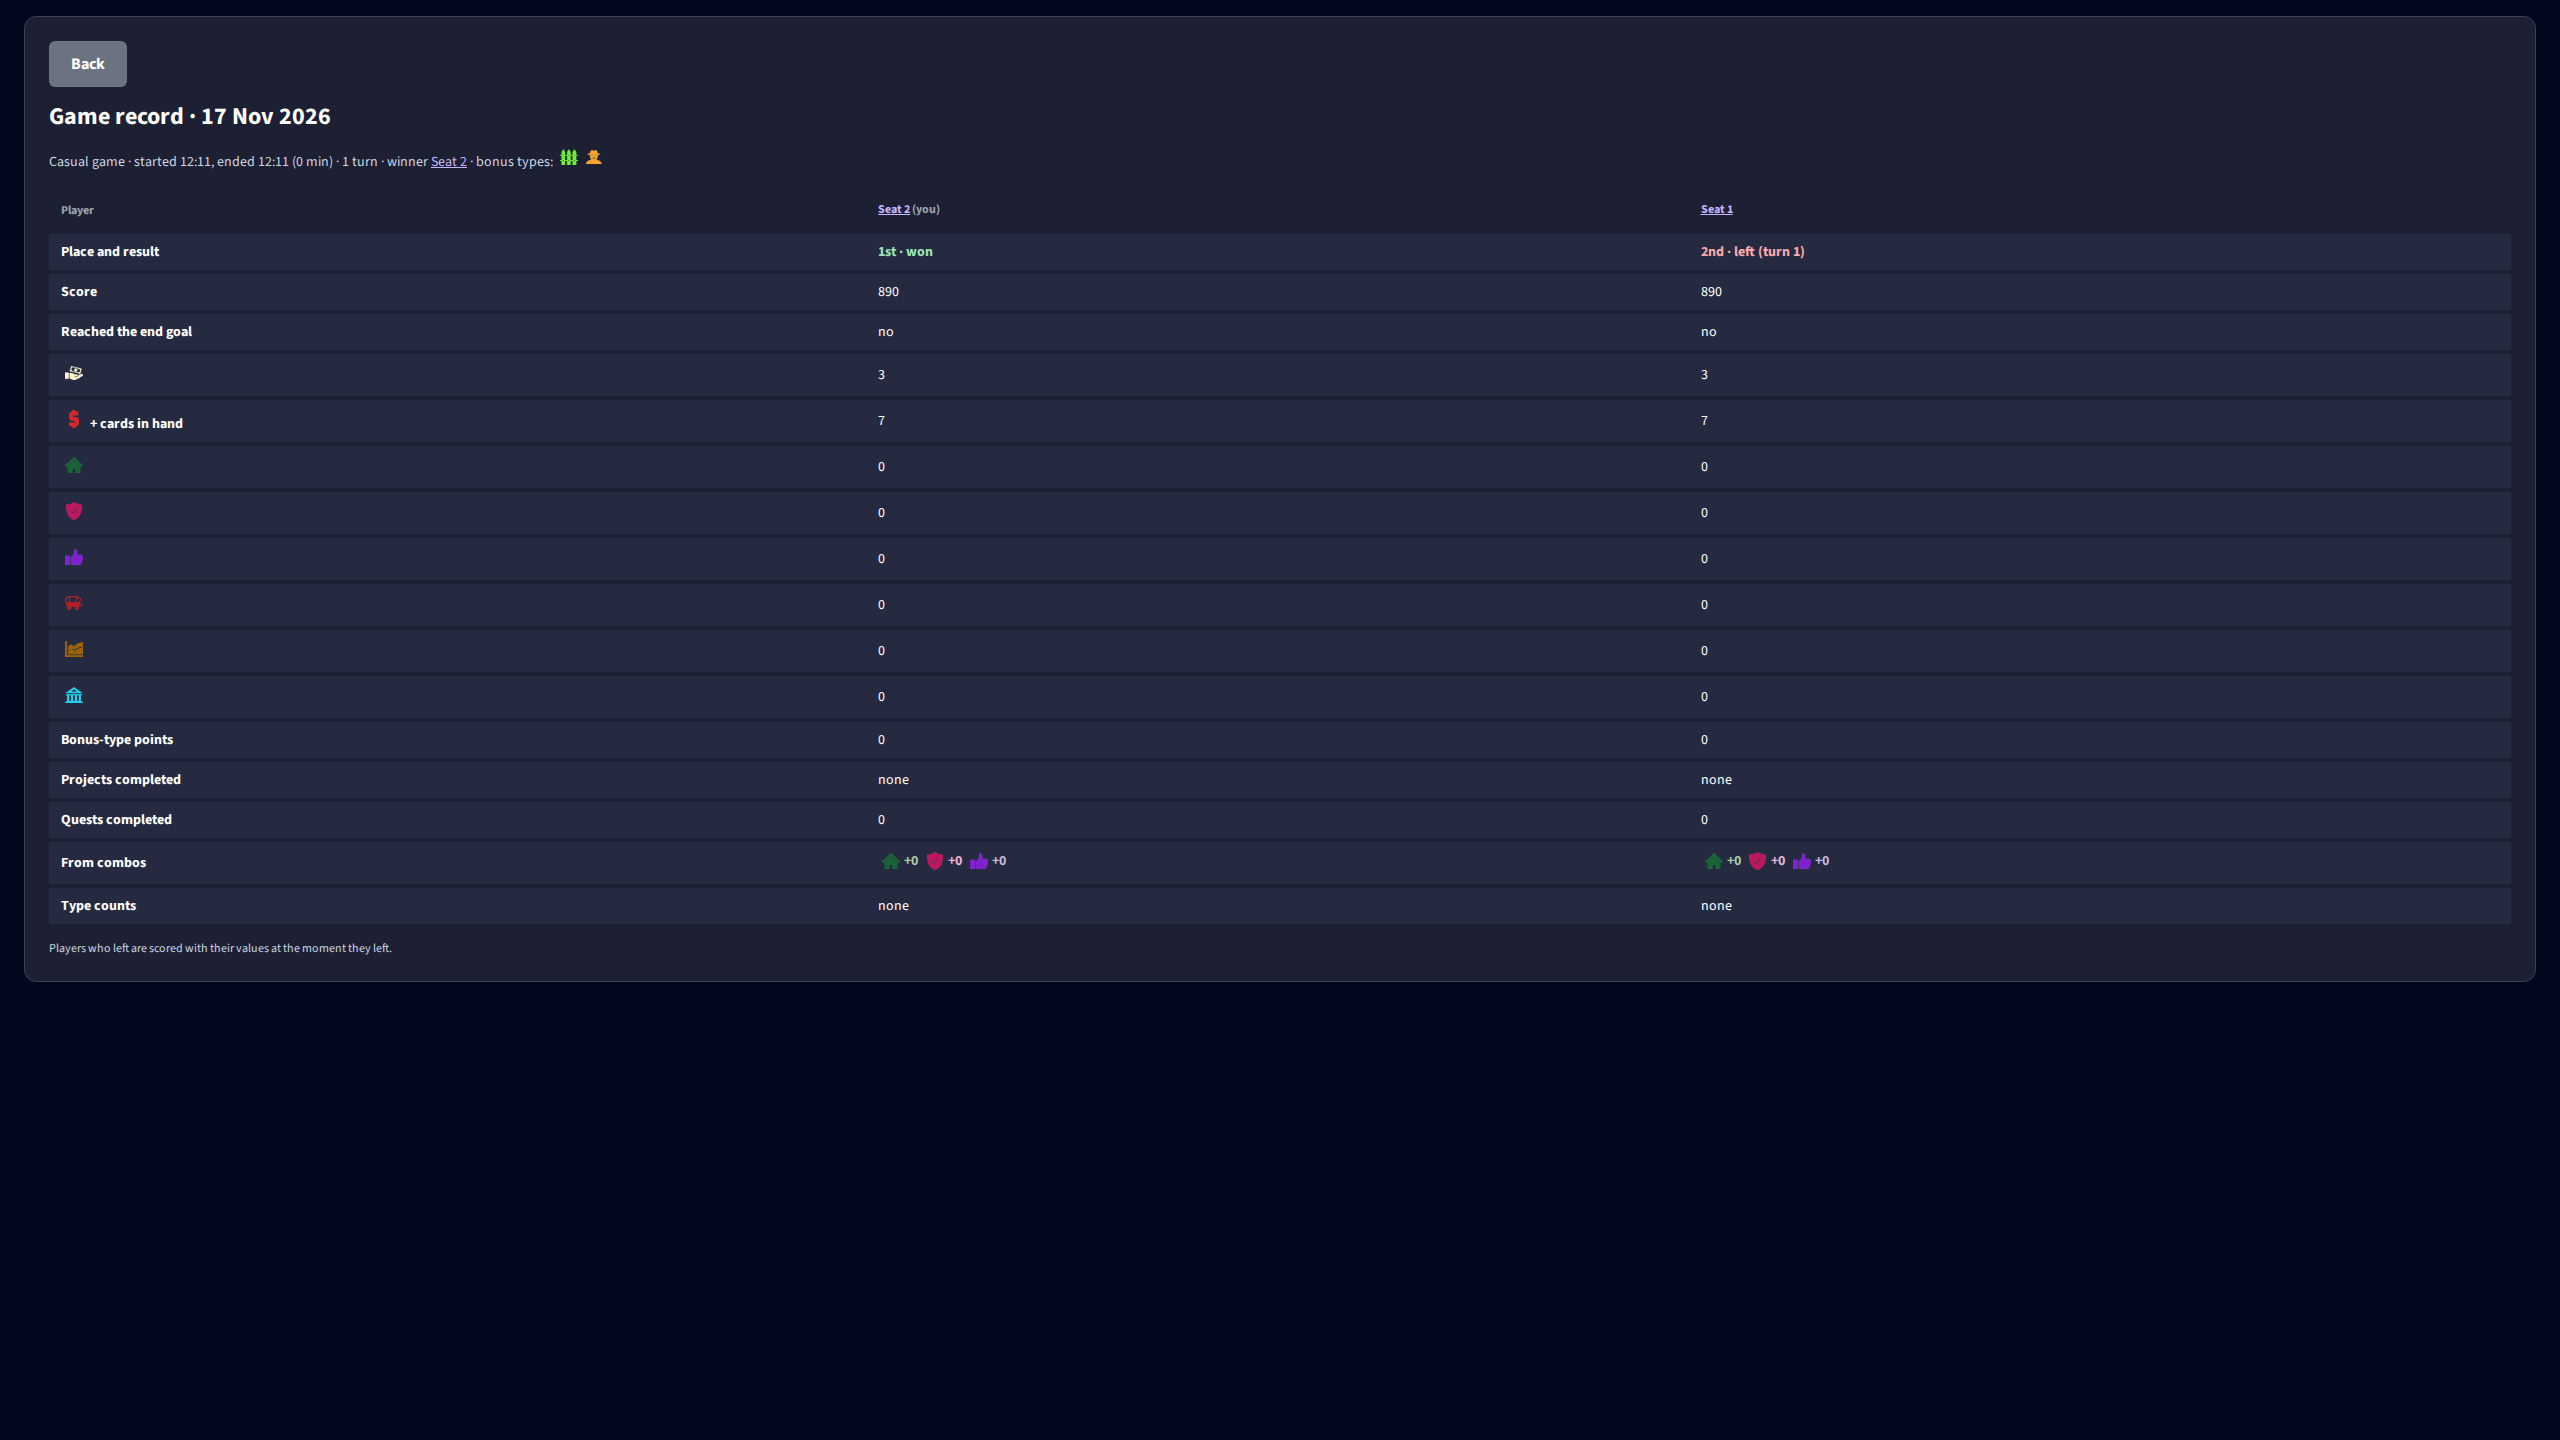 Back
Game record · 17 Nov 2026
Casual game · started 12:11, ended 12:11 (0 min) · 1 turn · winner Seat 2 · bonus types:
Player Seat 2 (you) Seat 1
Place and result 1st · won 2nd · left (turn 1)
Score 890 890
Reached the end goal no no
3 3
+ cards in hand 7 7
0 0
0 0
0 0
0 0
0 0
0 0
Bonus-type points 0 0
Projects completed none none
Quests completed 0 0
From combos +0 +0 +0 +0 +0 +0
Type counts none none
Players who left are scored with their values at the moment they left.